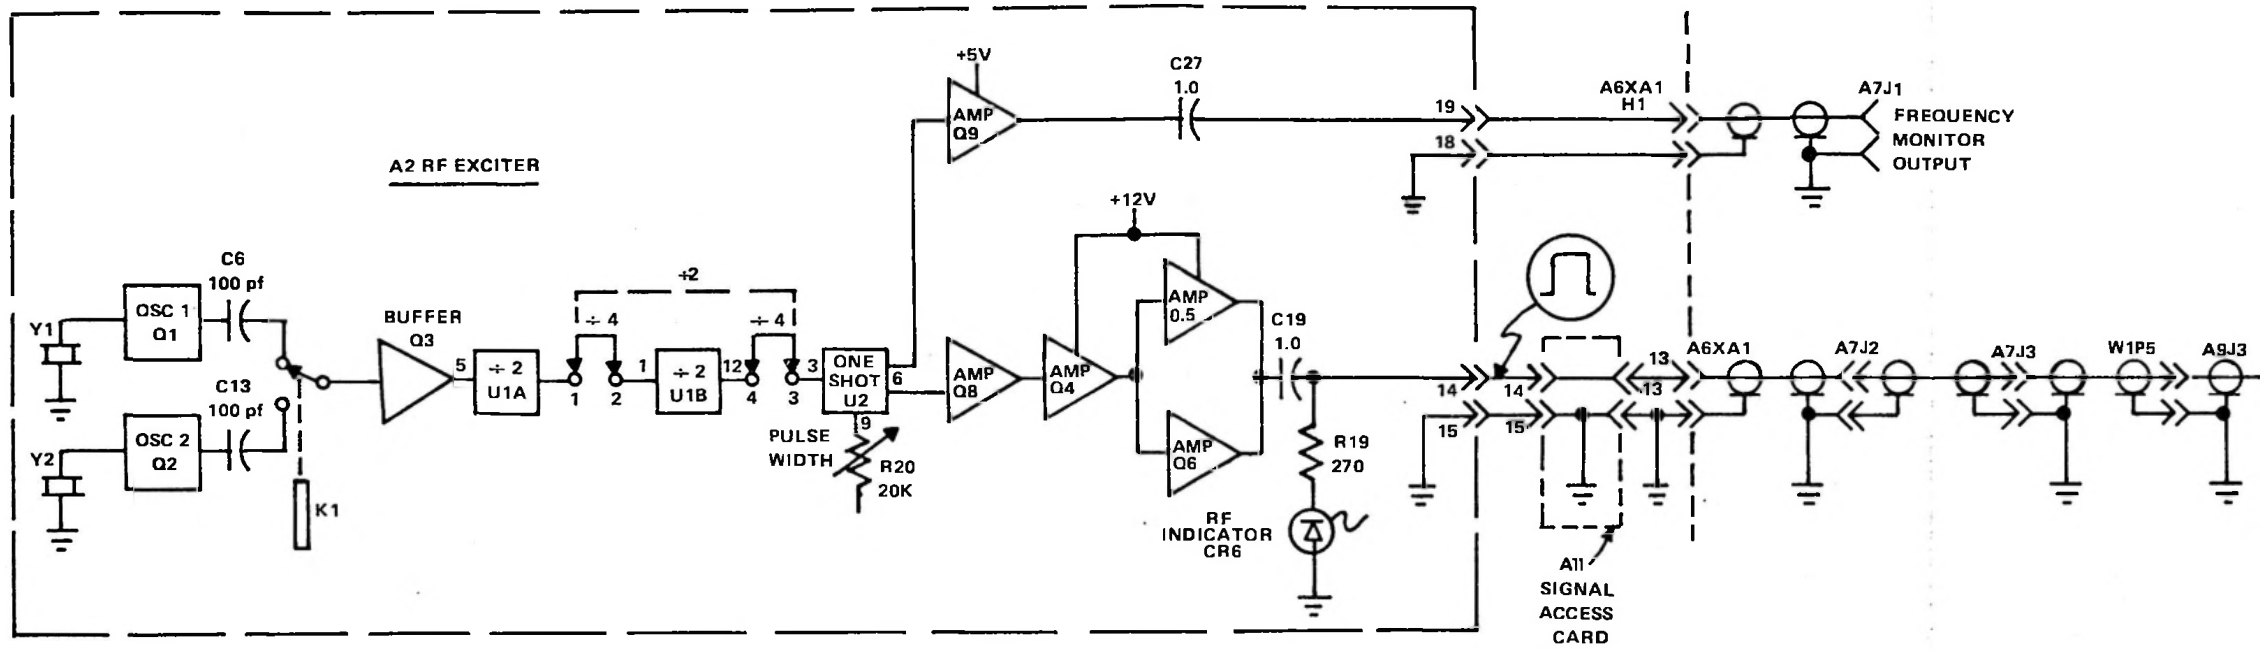 A2 RF EXCITER
+5V
AMP
Q9
C27
1.0
19
18
A6XA1
H1
A7J1
FREQUENCY
MONITOR
OUTPUT
Y1
OSC 1
Q1
C6
100 pf
Y2
OSC 2
Q2
C13
100 pf
K1
BUFFER
Q3
5
÷ 2
U1A
1
÷ 4
÷2
2
1
÷ 2
U1B
12
4
÷ 4
3
3
ONE
SHOT
U2
6
9
PULSE
WIDTH
R20
20K
AMP
Q8
AMP
Q4
+12V
AMP
0.5
AMP
Q6
C19
1.0
R19
270
RF
INDICATOR
CR6
14
15
14
15
13
13
A11
SIGNAL
ACCESS
CARD
A6XA1
A7J2
A7J3
W1P5
A9J3